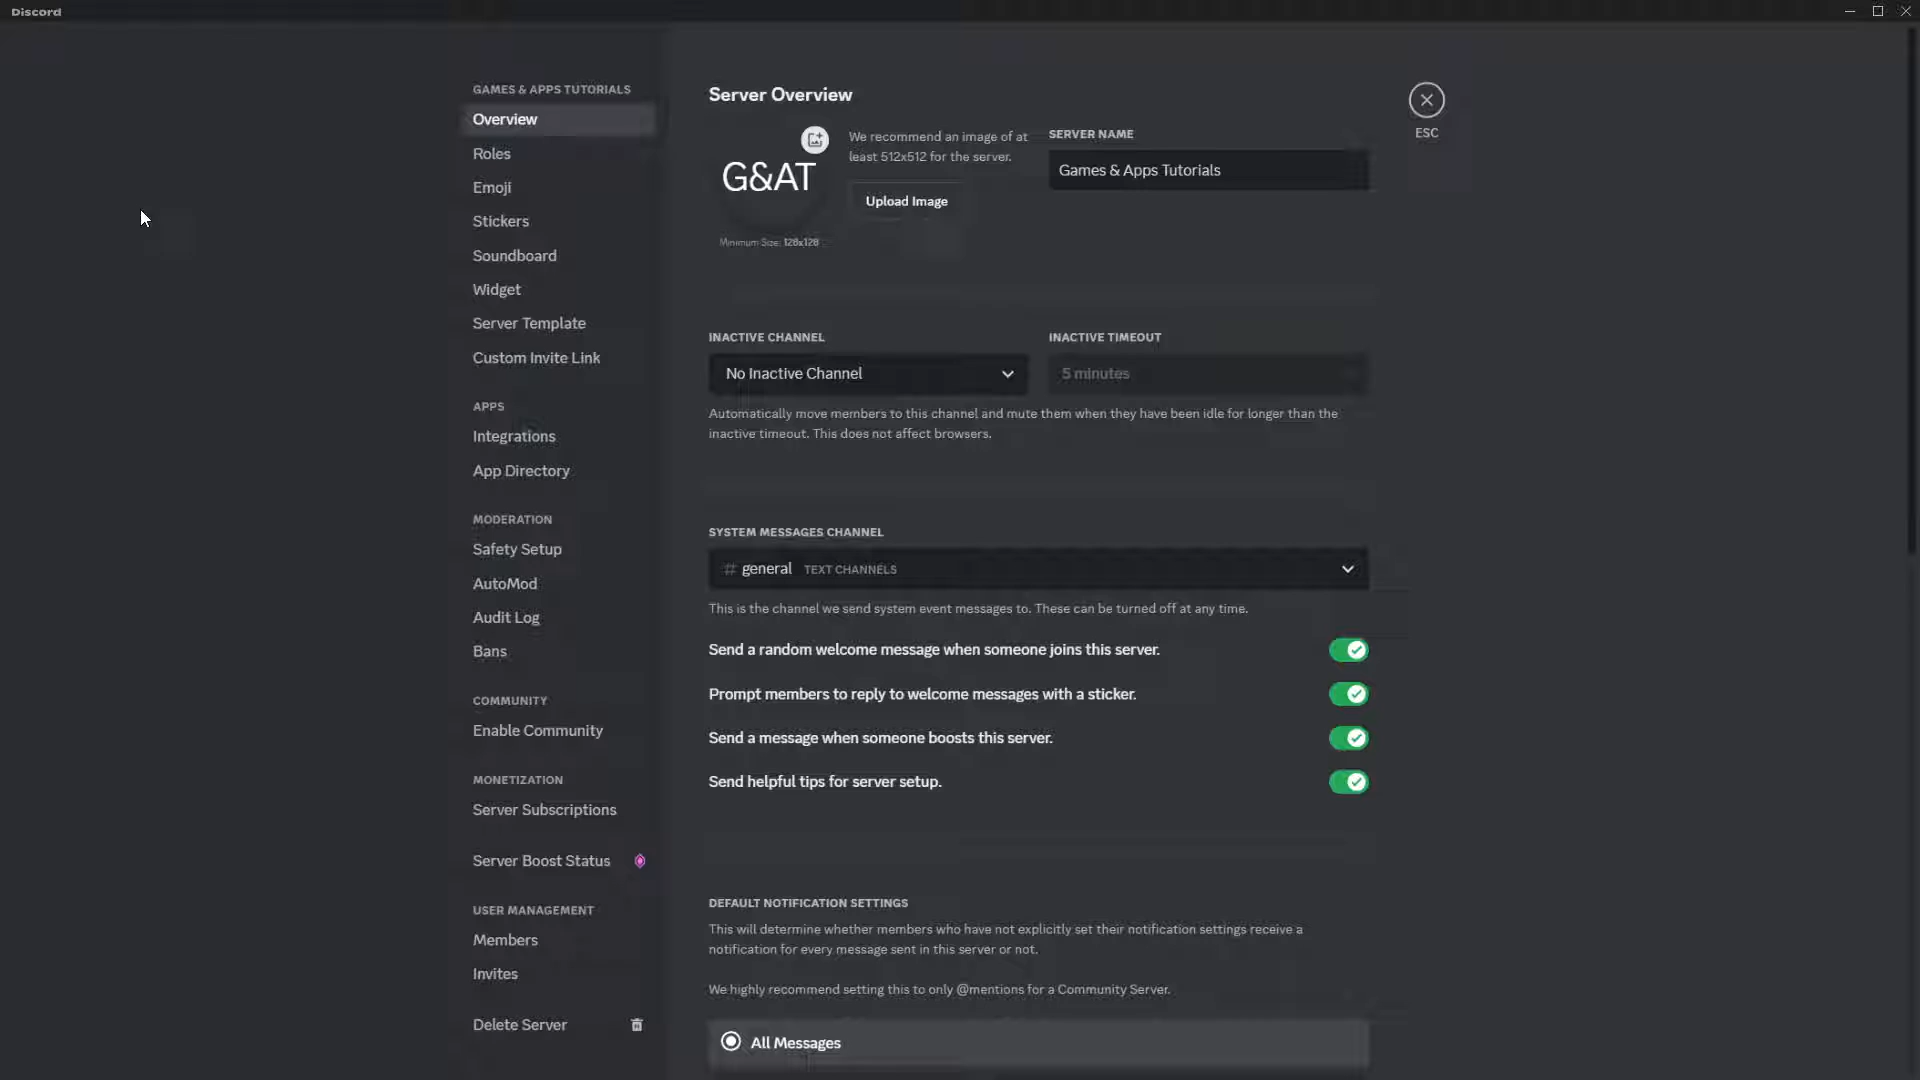 Discord
GAMES & APPS TUTORIALS
Overview
Roles
Emoji
Stickers
Soundboard
Widget
Server Template
Custom Invite Link
APPS
Integrations
App Directory
MODERATION
Safety Setup
AutoMod
Audit Log
Bans
COMMUNITY
Enable Community
MONETIZATION
Server Subscriptions
Server Boost Status
USER MANAGEMENT
Members
Invites
Delete Server
Server Overview
G&AT
Minimum Size: 128x128
We recommend an image of at
least 512x512 for the server.
Upload Image
SERVER NAME
Games & Apps Tutorials
ESC
INACTIVE CHANNEL
No Inactive Channel
INACTIVE TIMEOUT
5 minutes
Automatically move members to this channel and mute them when they have been idle for longer than the
inactive timeout. This does not affect browsers.
SYSTEM MESSAGES CHANNEL
# general TEXT CHANNELS
This is the channel we send system event messages to. These can be turned off at any time.
Send a random welcome message when someone joins this server.
Prompt members to reply to welcome messages with a sticker.
Send a message when someone boosts this server.
Send helpful tips for server setup.
DEFAULT NOTIFICATION SETTINGS
This will determine whether members who have not explicitly set their notification settings receive a
notification for every message sent in this server or not.
We highly recommend setting this to only @mentions for a Community Server.
All Messages